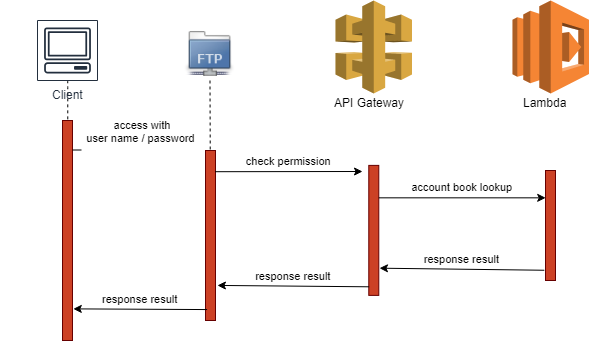 FTP
Client
API Gateway
Lambda
access with
user name / password
check permission
account book lookup
response result
response result
response result